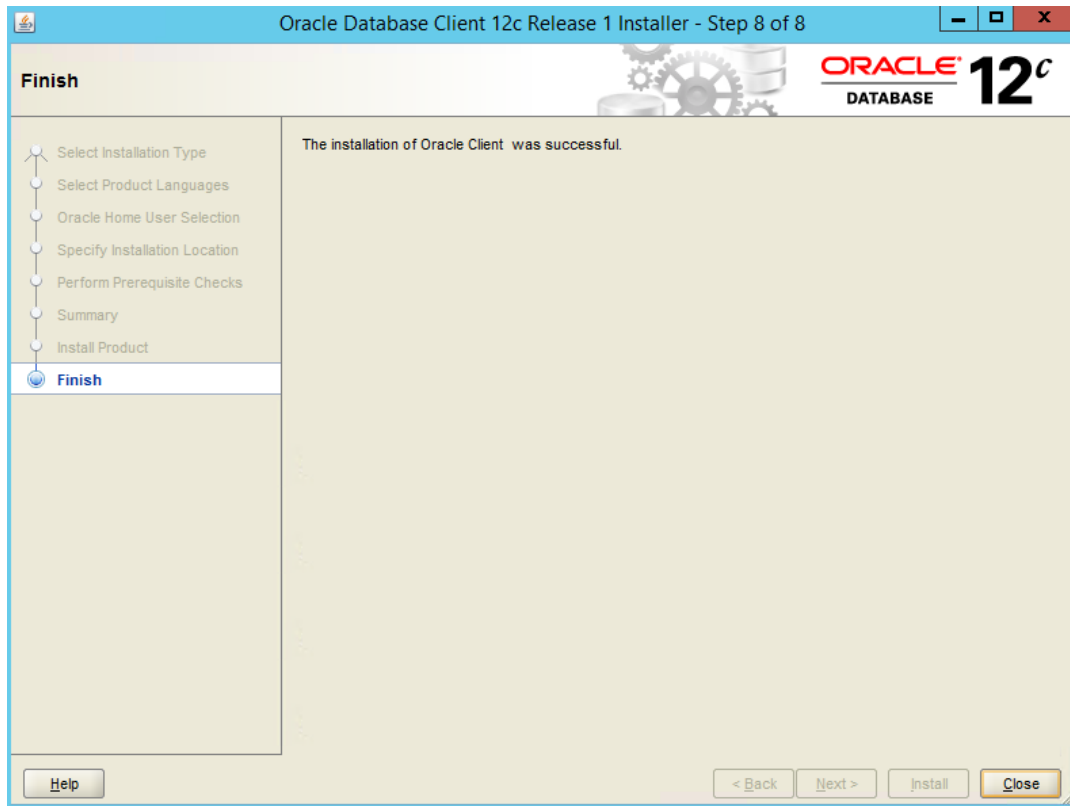 Oracle Database Client 12c Release 1 Installer - Step 8 of 8
Finish
ORACLE® 12c
DATABASE
Select Installation Type
Select Product Languages
Oracle Home User Selection
Specify Installation Location
Perform Prerequisite Checks
Summary
Install Product
Finish
The installation of Oracle Client  was successful.
Help
< Back
Next >
Install
Close